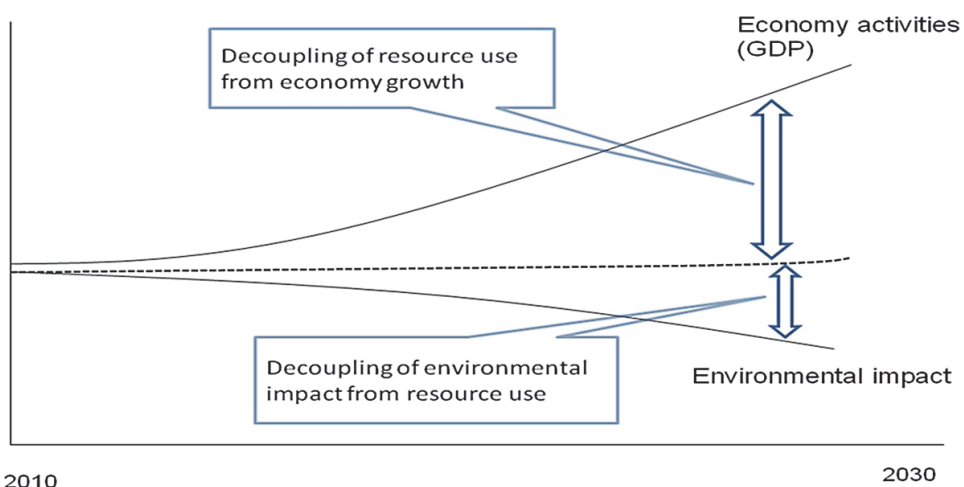 Economy activities
(GDP)
Decoupling of resource use
from economy growth
Decoupling of environmental
impact from resource use
Environmental impact
2010
2030